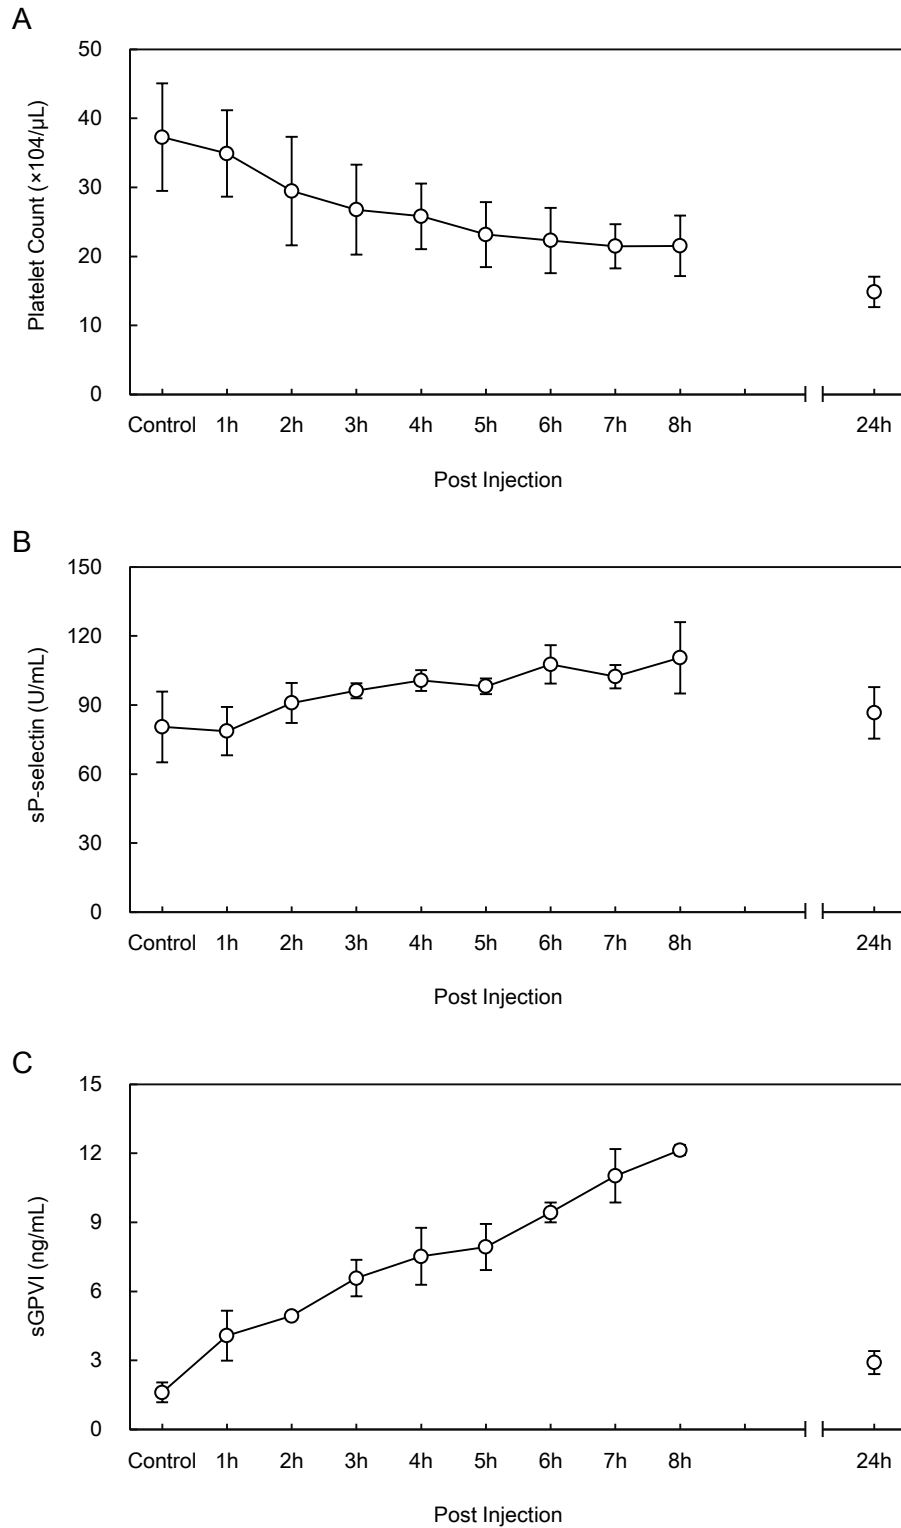 A
50
40
30
20
10
0
Platelet Count (×104/μL)
Control 1h 2h 3h 4h 5h 6h 7h 8h 24h
Post Injection
B
150
120
90
60
30
0
sP-selectin (U/mL)
Control 1h 2h 3h 4h 5h 6h 7h 8h 24h
Post Injection
C
15
12
9
6
3
0
sGPVI (ng/mL)
Control 1h 2h 3h 4h 5h 6h 7h 8h 24h
Post Injection